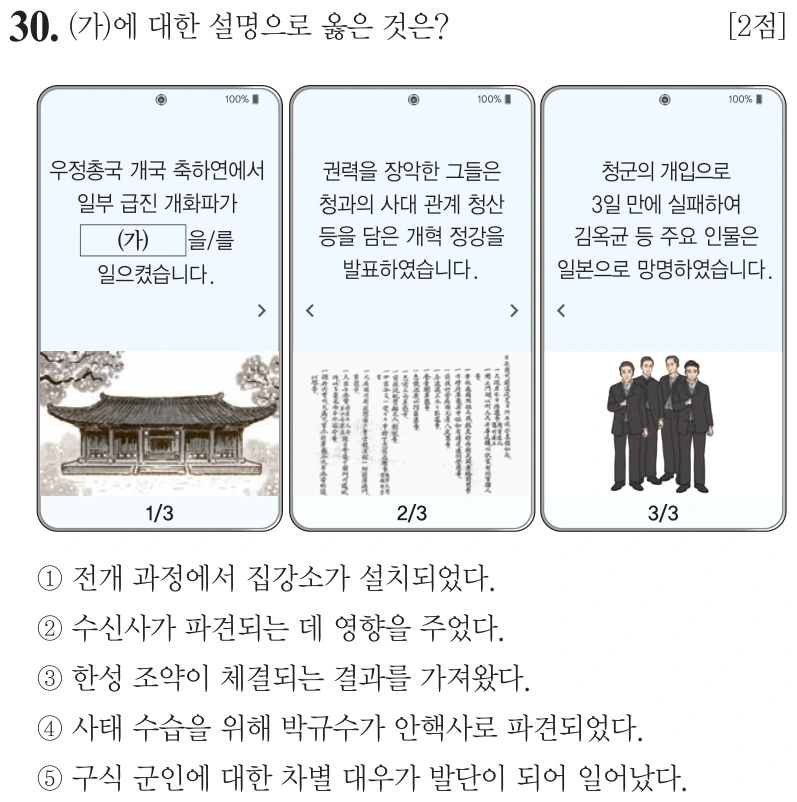 30. (가)에 대한 설명으로 옳은 것은? [2점]
100%
우정총국 개국 축하연에서
일부 급진 개화파가
(가) 을/를
일으켰습니다.
1/3
100%
권력을 장악한 그들은
청과의 사대 관계 청산
등을 담은 개혁 정강을
발표하였습니다.
2/3
100%
청군의 개입으로
3일 만에 실패하여
김옥균 등 주요 인물은
일본으로 망명하였습니다.
3/3
① 전개 과정에서 집강소가 설치되었다.
② 수신사가 파견되는 데 영향을 주었다.
③ 한성 조약이 체결되는 결과를 가져왔다.
④ 사태 수습을 위해 박규수가 안핵사로 파견되었다.
⑤ 구식 군인에 대한 차별 대우가 발단이 되어 일어났다.